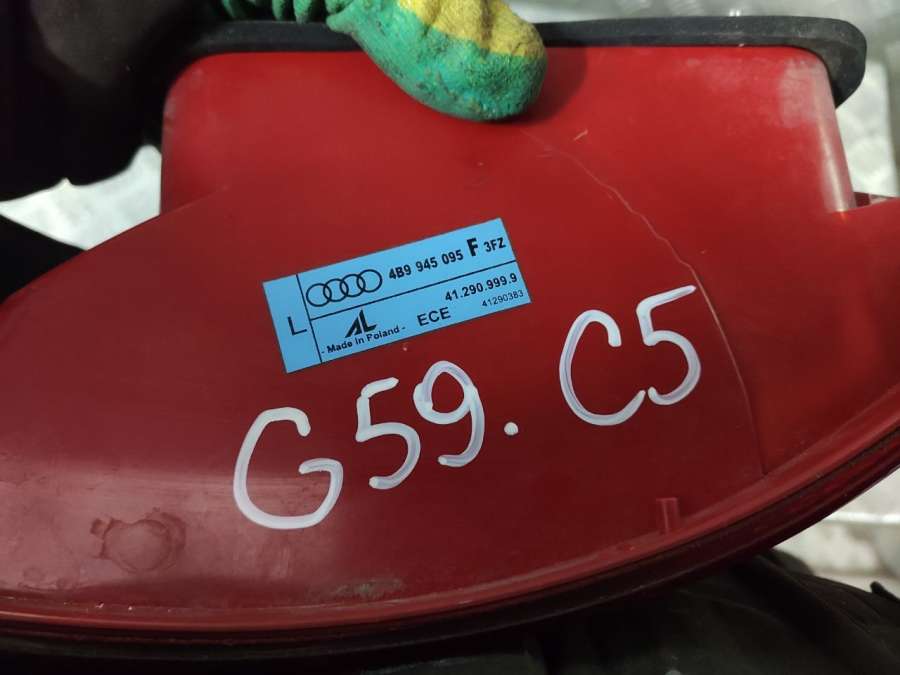 4B9 945 095 F 3FZ
L
41.290.999.9
AL ECE 41290383
- Made in Poland -
G59. C5